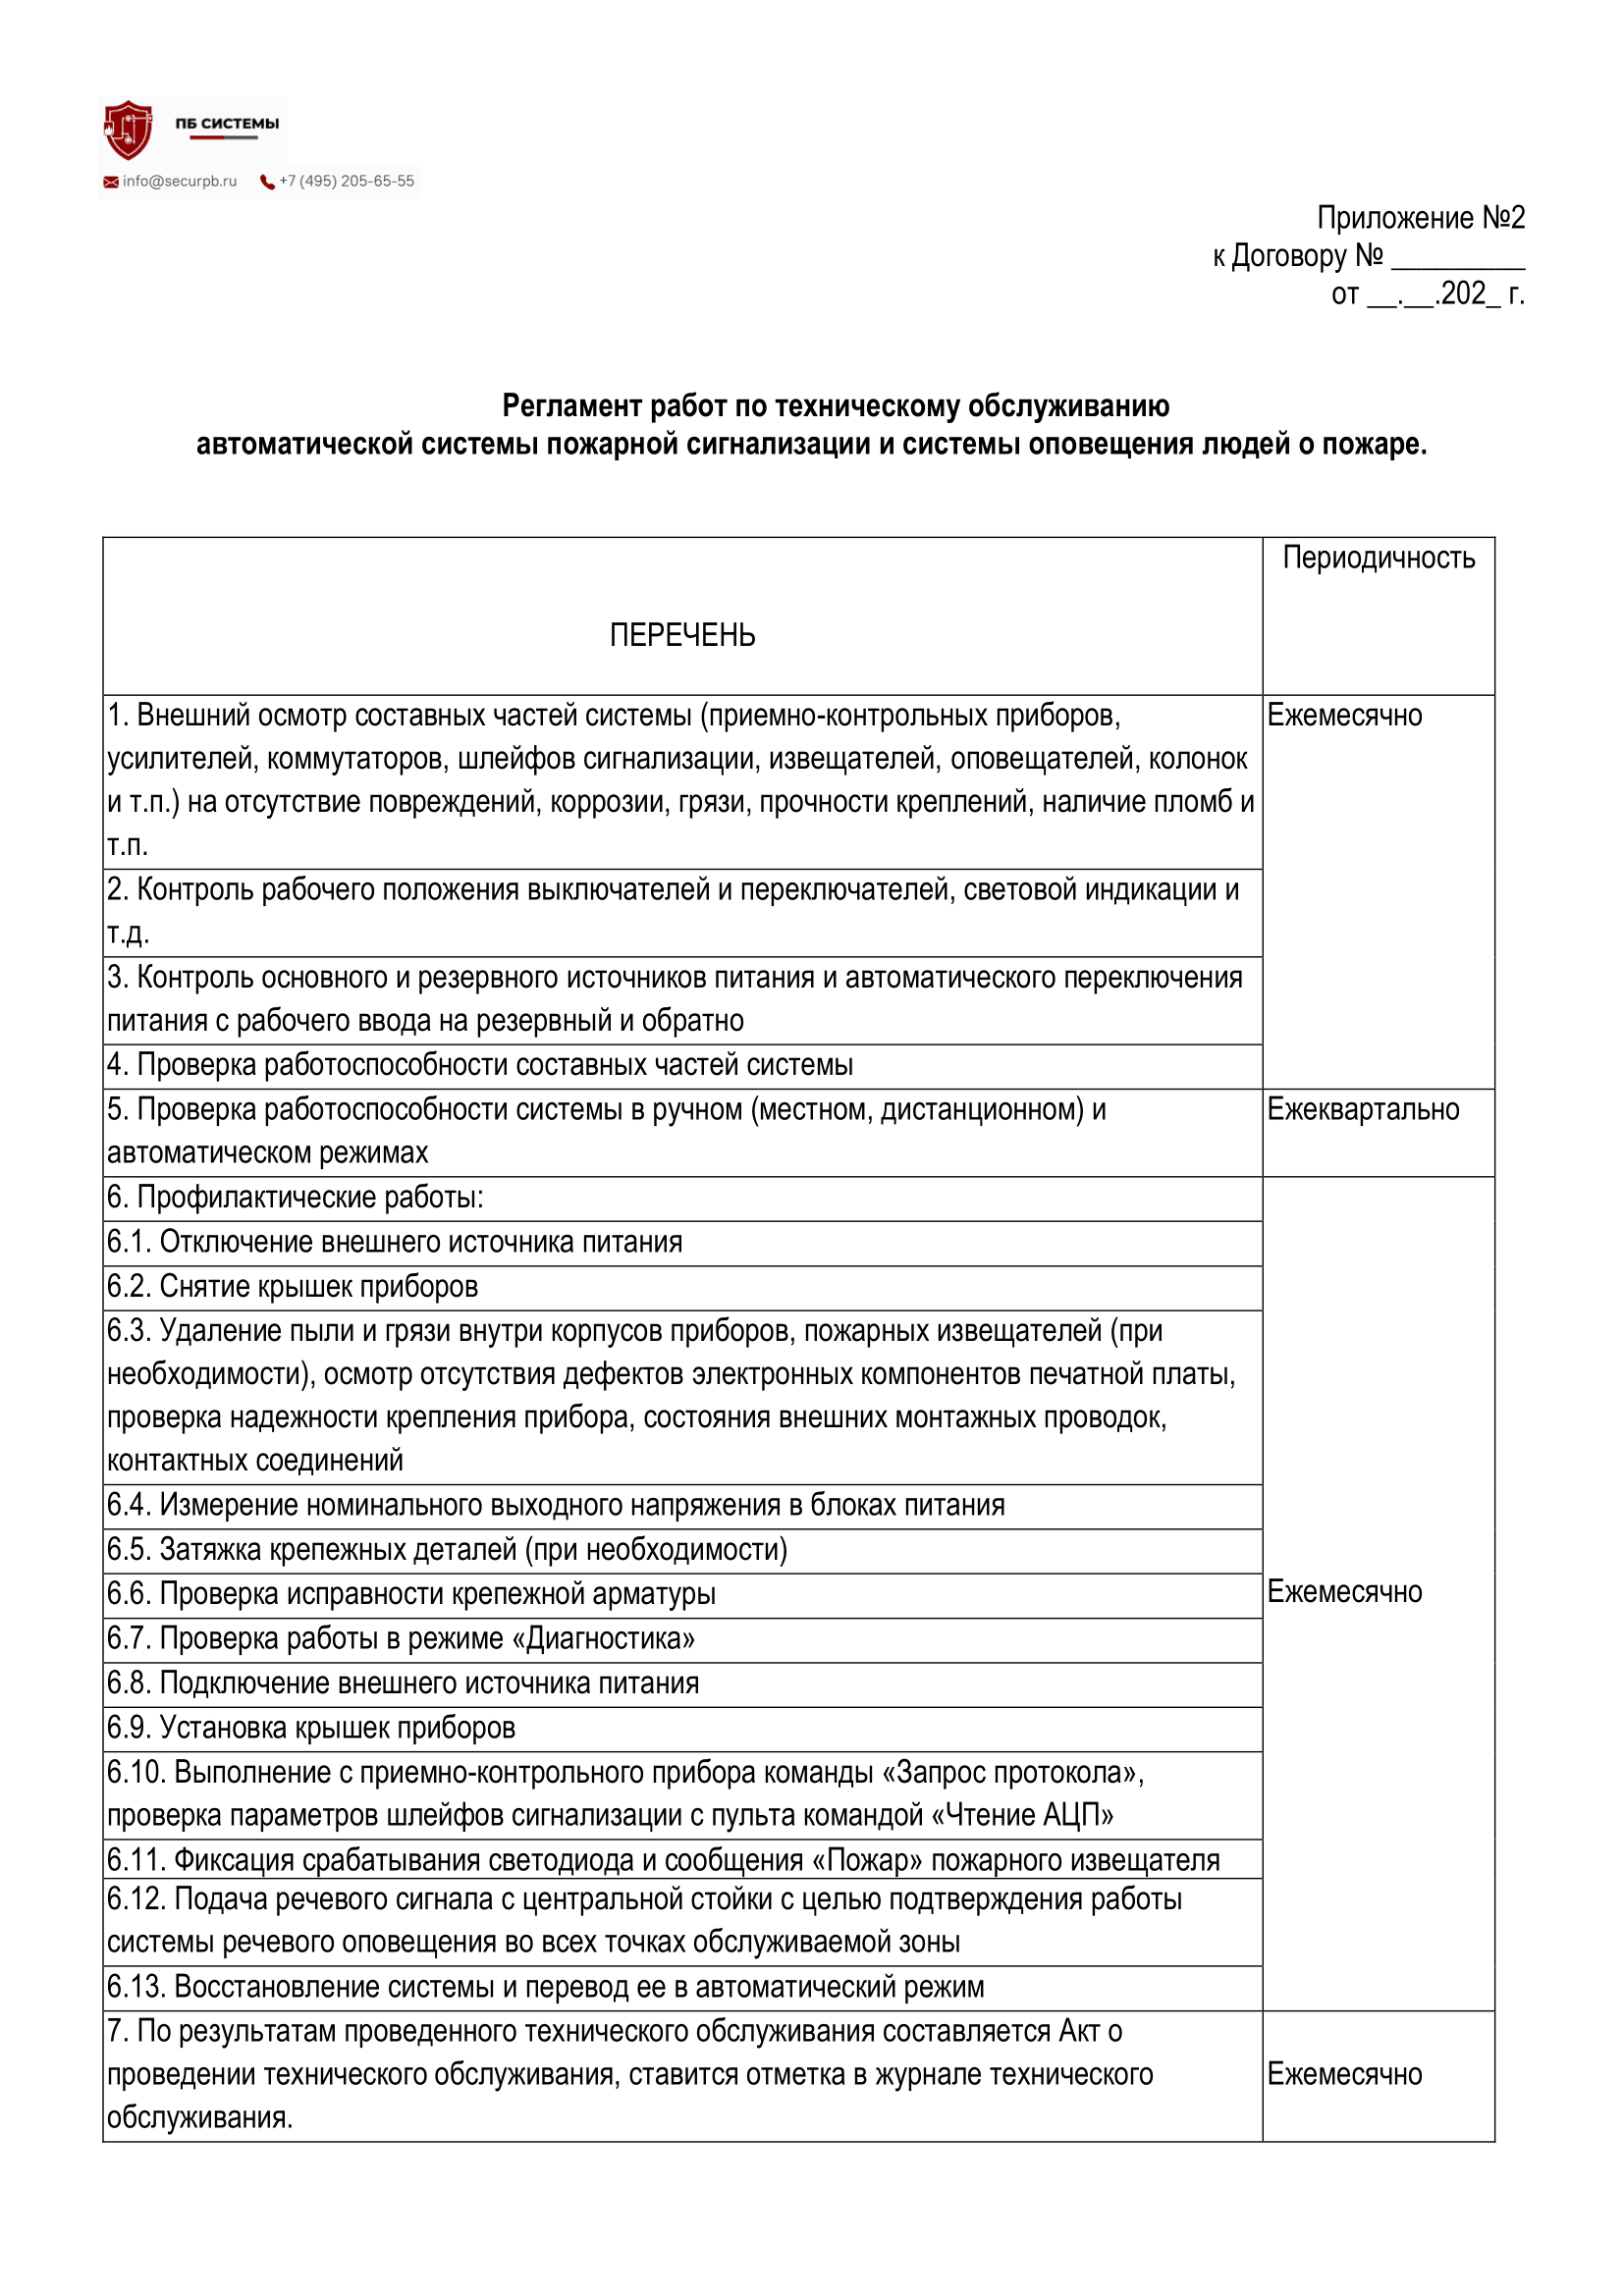 ПБ СИСТЕМЫ
info@securpb.ru +7 (495) 205-65-55
Приложение №2
к Договору № _________
от __.__.202_ г.
Регламент работ по техническому обслуживанию
автоматической системы пожарной сигнализации и системы оповещения людей о пожаре.
Периодичность
ПЕРЕЧЕНЬ
1. Внешний осмотр составных частей системы (приемно-контрольных приборов,
усилителей, коммутаторов, шлейфов сигнализации, извещателей, оповещателей, колонок
и т.п.) на отсутствие повреждений, коррозии, грязи, прочности креплений, наличие пломб и
т.п.
Ежемесячно
2. Контроль рабочего положения выключателей и переключателей, световой индикации и
т.д.
3. Контроль основного и резервного источников питания и автоматического переключения
питания с рабочего ввода на резервный и обратно
4. Проверка работоспособности составных частей системы
5. Проверка работоспособности системы в ручном (местном, дистанционном) и
автоматическом режимах
Ежеквартально
6. Профилактические работы:
6.1. Отключение внешнего источника питания
6.2. Снятие крышек приборов
6.3. Удаление пыли и грязи внутри корпусов приборов, пожарных извещателей (при
необходимости), осмотр отсутствия дефектов электронных компонентов печатной платы,
проверка надежности крепления прибора, состояния внешних монтажных проводок,
контактных соединений
6.4. Измерение номинального выходного напряжения в блоках питания
6.5. Затяжка крепежных деталей (при необходимости)
6.6. Проверка исправности крепежной арматуры
Ежемесячно
6.7. Проверка работы в режиме «Диагностика»
6.8. Подключение внешнего источника питания
6.9. Установка крышек приборов
6.10. Выполнение с приемно-контрольного прибора команды «Запрос протокола»,
проверка параметров шлейфов сигнализации с пульта командой «Чтение АЦП»
6.11. Фиксация срабатывания светодиода и сообщения «Пожар» пожарного извещателя
6.12. Подача речевого сигнала с центральной стойки с целью подтверждения работы
системы речевого оповещения во всех точках обслуживаемой зоны
6.13. Восстановление системы и перевод ее в автоматический режим
7. По результатам проведенного технического обслуживания составляется Акт о
проведении технического обслуживания, ставится отметка в журнале технического
обслуживания.
Ежемесячно